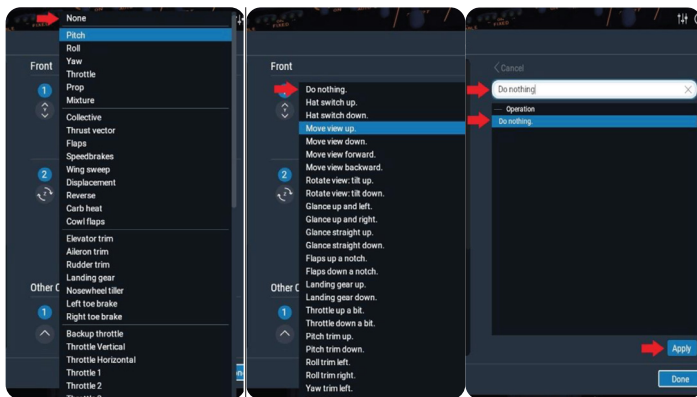 None
Pitch
Roll
Yaw
Throttle
Prop
Mixture
Collective
Thrust vector
Flaps
Speedbrakes
Wing sweep
Displacement
Reverse
Carb heat
Cowl flaps
Elevator trim
Aileron trim
Rudder trim
Landing gear
Nosewheel tiller
Left toe brake
Right toe brake
Backup throttle
Throttle Vertical
Throttle Horizontal
Throttle 1
Throttle 2
Front
1
2
Other
1
Front
Do nothing.
Hat switch up.
Hat switch down.
Move view up.
Move view down.
Move view forward.
Move view backward.
Rotate view: tilt up.
Rotate view: tilt down.
Glance up and left.
Glance up and right.
Glance straight up.
Glance straight down.
Flaps up a notch.
Flaps down a notch.
Landing gear up.
Landing gear down.
Throttle up a bit.
Throttle down a bit.
Pitch trim up.
Pitch trim down.
Roll trim left.
Roll trim right.
Yaw trim left.
2
Other
1
Cancel
Do nothing
Operation
Do nothing.
Apply
Done